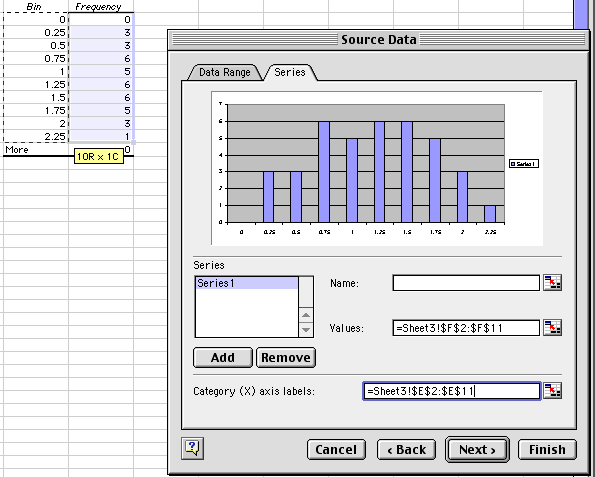 Bin Frequency
0 0
0.25 3
0.5 3
0.75 6
1 5
1.25 6
1.5 6
1.75 5
2 3
2.25 1
More 0
10R x 1C
Source Data
Data Range Series
7
6
5
4
3
2
1
0
0 0.25 0.5 0.75 1 1.25 1.5 1.75 2 2.25
Series1
Series
Series1
Name:
Values: =Sheet3!$F$2:$F$11
Add Remove
Category (X) axis labels: =Sheet3!$E$2:$E$11
? Cancel ‹ Back Next › Finish